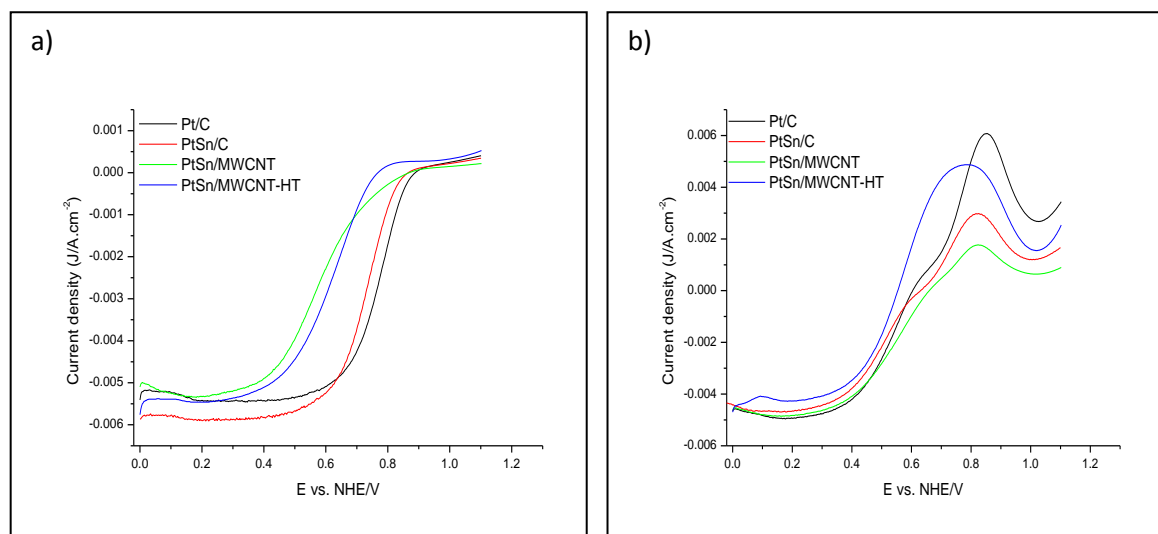 a)
Pt/C
PtSn/C
PtSn/MWCNT
PtSn/MWCNT-HT
0.001
0.000
-0.001
-0.002
-0.003
-0.004
-0.005
-0.006
Current density (J/A.cm-2)
0.0 0.2 0.4 0.6 0.8 1.0 1.2
E vs. NHE/V
b)
Pt/C
PtSn/C
PtSn/MWCNT
PtSn/MWCNT-HT
0.006
0.004
0.002
0.000
-0.002
-0.004
-0.006
Current density (J/A.cm-2)
0.0 0.2 0.4 0.6 0.8 1.0 1.2
E vs. NHE/V